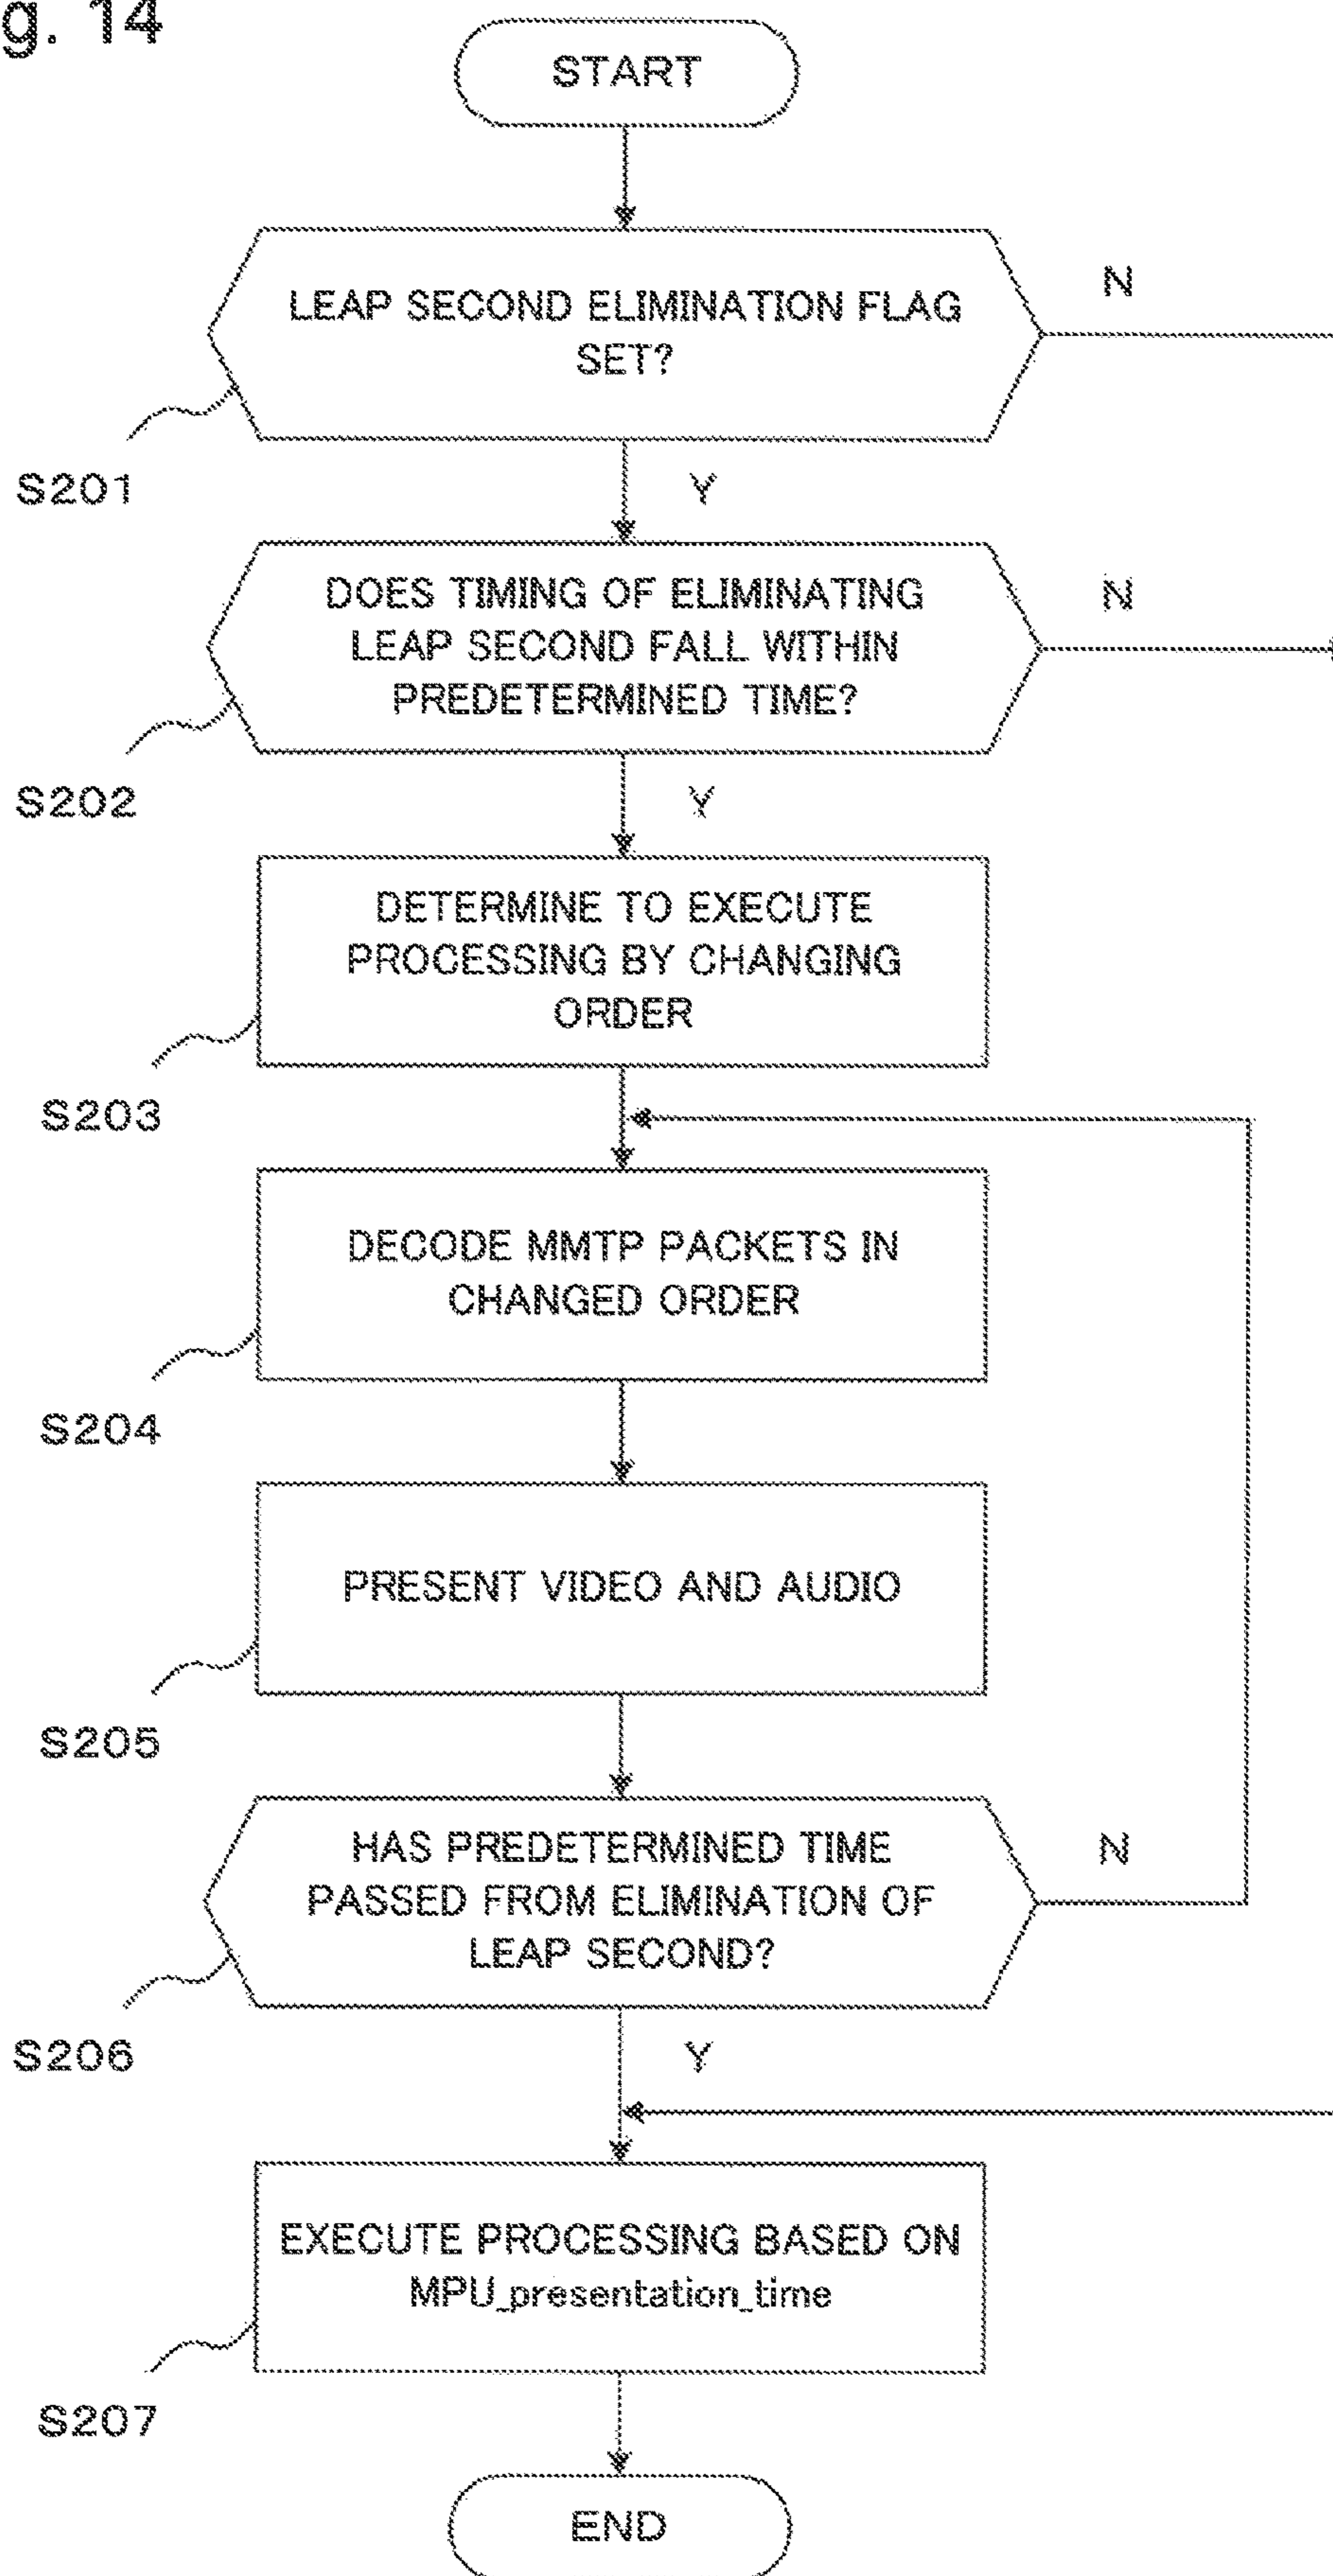 g. 14
START
LEAP SECOND ELIMINATION FLAG
SET?
N
S201
Y
DOES TIMING OF ELIMINATING
LEAP SECOND FALL WITHIN
PREDETERMINED TIME?
N
S202
Y
DETERMINE TO EXECUTE
PROCESSING BY CHANGING
ORDER
S203
DECODE MMTP PACKETS IN
CHANGED ORDER
S204
PRESENT VIDEO AND AUDIO
S205
HAS PREDETERMINED TIME
PASSED FROM ELIMINATION OF
LEAP SECOND?
N
S206
Y
EXECUTE PROCESSING BASED ON
MPU_presentation_time
S207
END